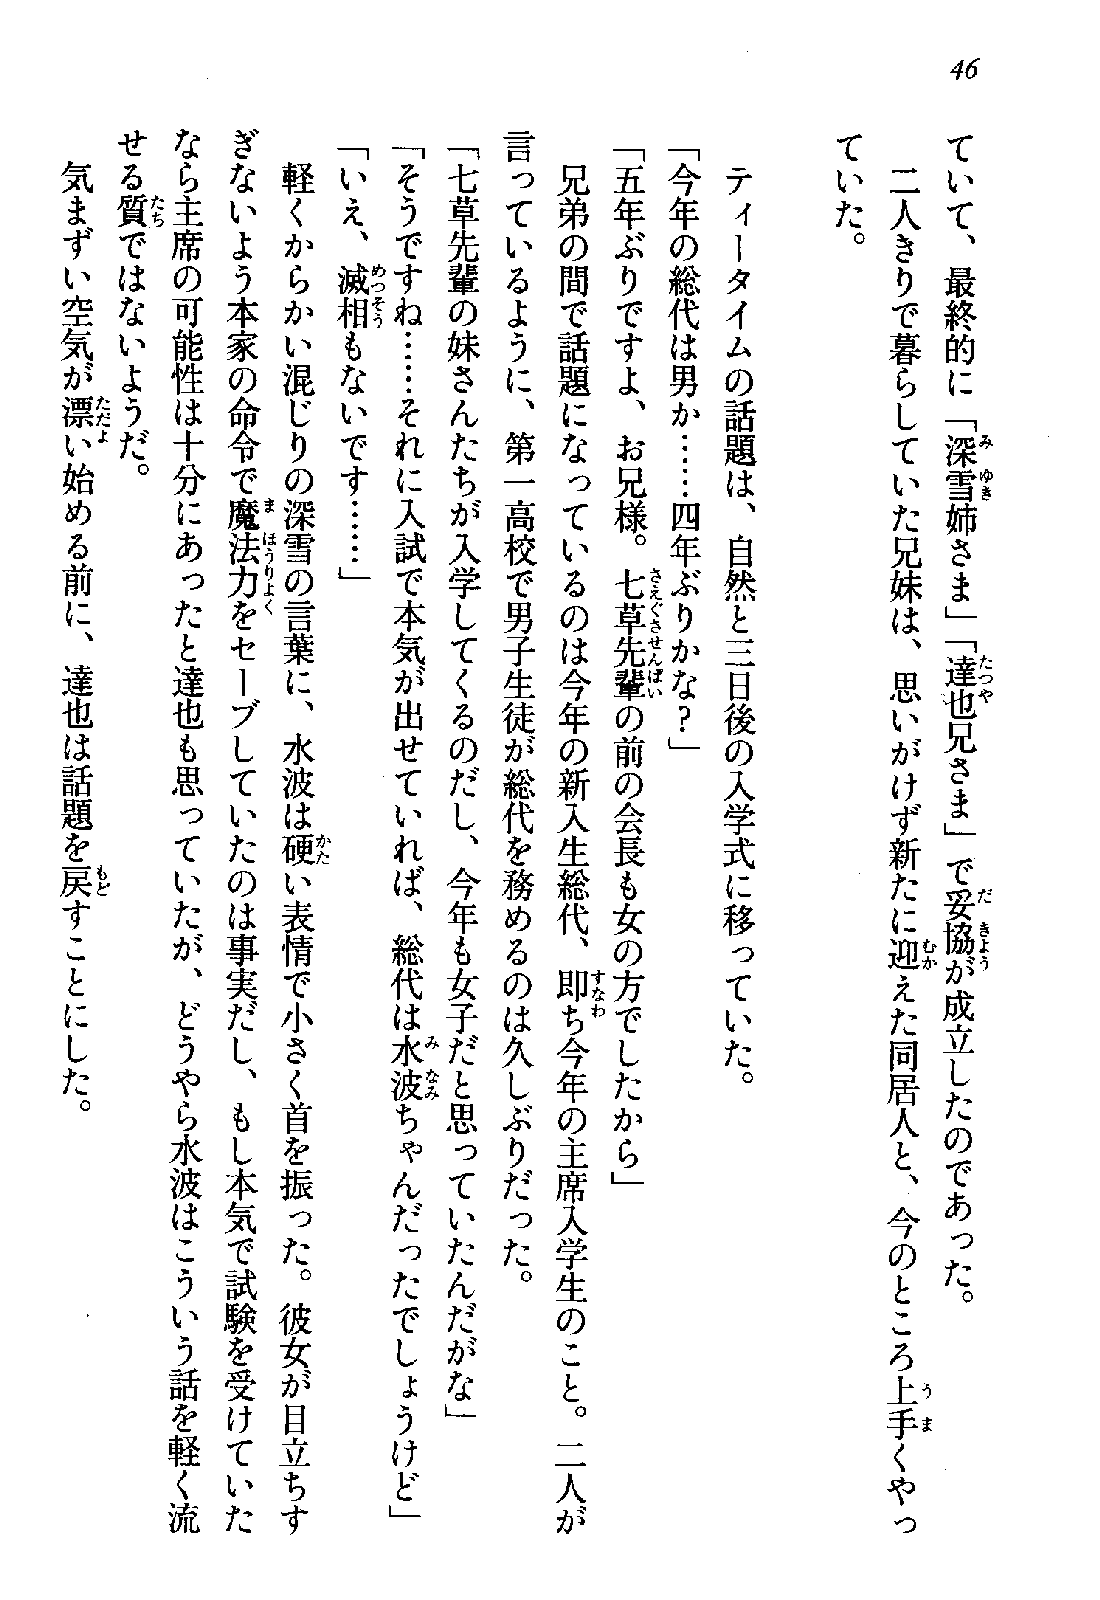 46
ていて、最終的に「深雪姉さま」「達也兄さま」で妥協が成立したのであった。
　二人きりで暮らしていた兄妹は、思いがけず新たに迎えた同居人と、今のところ上手くやっ
ていた。
　ティータイムの話題は、自然と三日後の入学式に移っていた。
「今年の総代は男か……四年ぶりかな？」
「五年ぶりですよ、お兄様。七草先輩の前の会長も女の方でしたから」
　兄弟の間で話題になっているのは今年の新入生総代、即ち今年の主席入学生のこと。二人が
言っているように、第一高校で男子生徒が総代を務めるのは久しぶりだった。
「七草先輩の妹さんたちが入学してくるのだし、今年も女子だと思っていたんだがな」
「そうですね……それに入試で本気が出せていれば、総代は水波ちゃんだったでしょうけど」
「いえ、滅相もないです……」
　軽くからかい混じりの深雪の言葉に、水波は硬い表情で小さく首を振った。彼女が目立ちす
ぎないよう本家の命令で魔法力をセーブしていたのは事実だし、もし本気で試験を受けていた
なら主席の可能性は十分にあったと達也も思っていたが、どうやら水波はこういう話を軽く流
せる質ではないようだ。
　気まずい空気が漂い始める前に、達也は話題を戻すことにした。